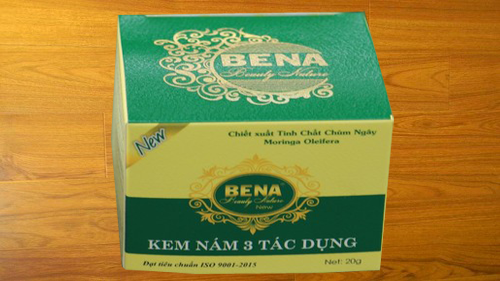 BENA
Beauty Nature
New
Chiết xuất Tinh Chất Chùm Ngây
Moringa Oleifera
BENA
Beauty Nature
KEM NÁM 3 TÁC DỤNG
Đạt tiêu chuẩn ISO 9001-2015
Net: 20g